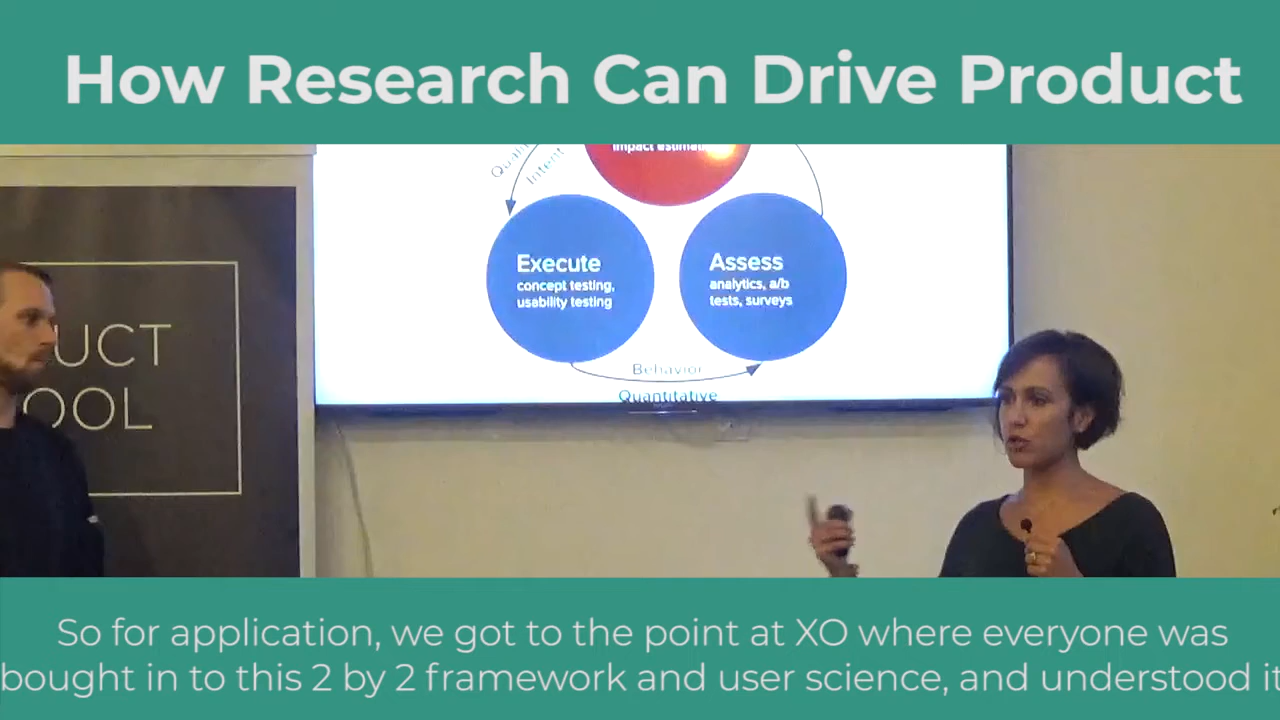 How Research Can Drive Product
Intent
Execute
concept testing,
usability testing
Assess
analytics, a/b
tests, surveys
Behavior
Quantitative
UCT
OOL
So for application, we got to the point at XO where everyone was
bought in to this 2 by 2 framework and user science, and understood it